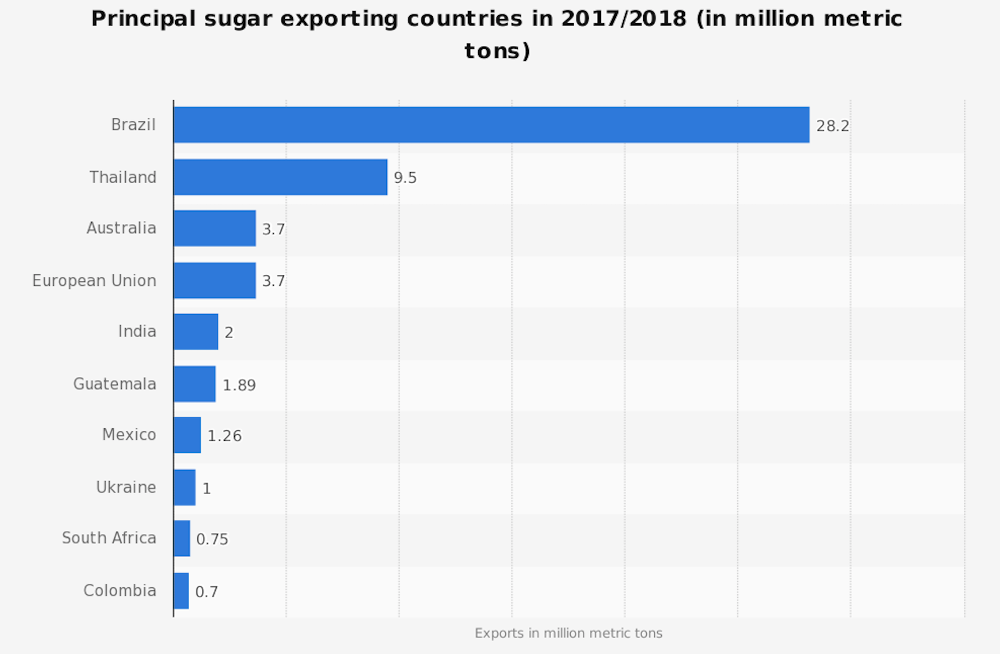 Principal sugar exporting countries in 2017/2018 (in million metric
tons)
Brazil 28.2
Thailand 9.5
Australia 3.7
European Union 3.7
India 2
Guatemala 1.89
Mexico 1.26
Ukraine 1
South Africa 0.75
Colombia 0.7
Exports in million metric tons